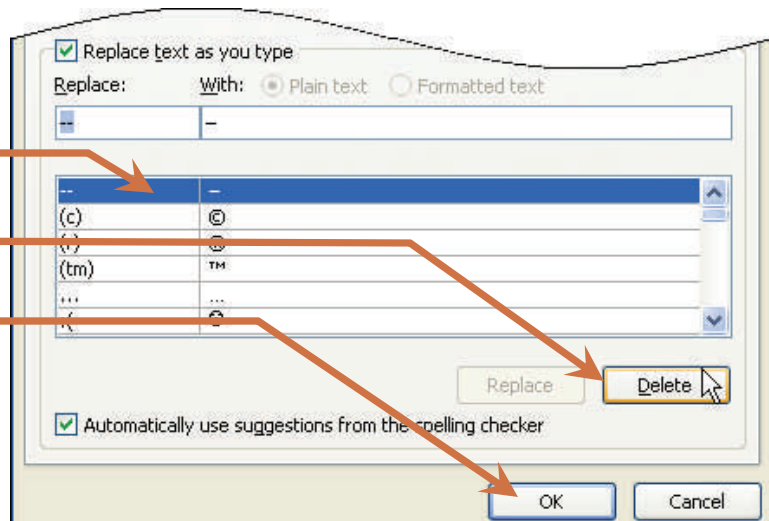 Replace text as you type
Replace: With: Plain text Formatted text
-- –
-- –
(c) ©
(r) ®
(tm) ™
... …
Replace Delete
Automatically use suggestions from the spelling checker
OK Cancel